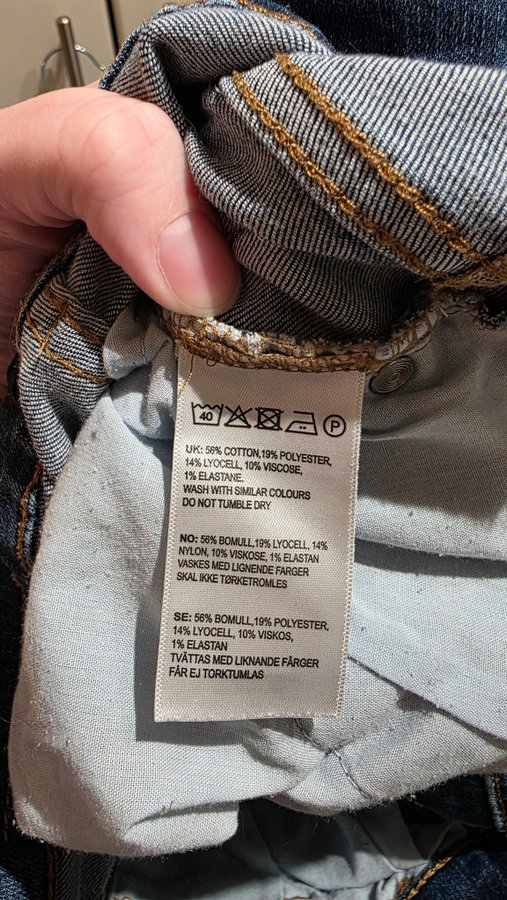 40 P
UK: 56% COTTON,19% POLYESTER,
14% LYOCELL, 10% VISCOSE,
1% ELASTANE.
WASH WITH SIMILAR COLOURS
DO NOT TUMBLE DRY
NO: 56% BOMULL,19% LYOCELL, 14%
NYLON, 10% VISKOSE, 1% ELASTAN
VASKES MED LIGNENDE FARGER
SKAL IKKE TØRKETROMLES
SE: 56% BOMULL,19% POLYESTER,
14% LYOCELL, 10% VISKOS,
1% ELASTAN
TVÄTTAS MED LIKNANDE FÄRGER
FÅR EJ TORKTUMLAS